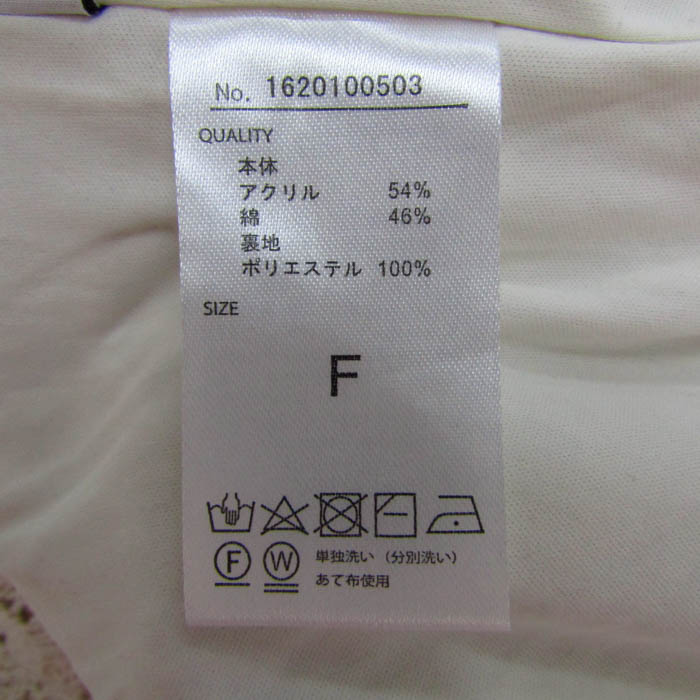 No. 1620100503
QUALITY
本体
アクリル 54%
綿 46%
裏地
ポリエステル 100%
SIZE
F
F W 単独洗い（分別洗い）
あて布使用